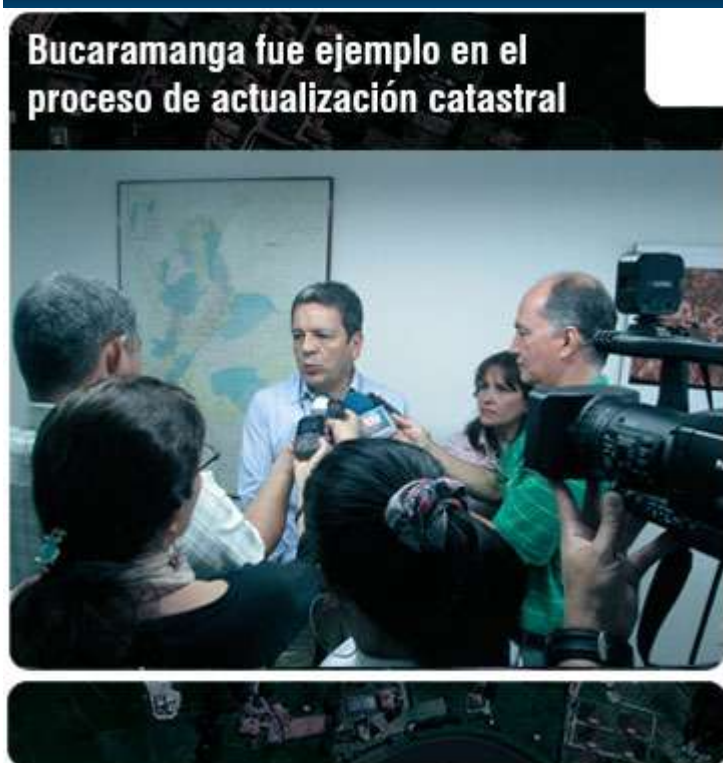 Bucaramanga fue ejemplo en el
proceso de actualización catastral